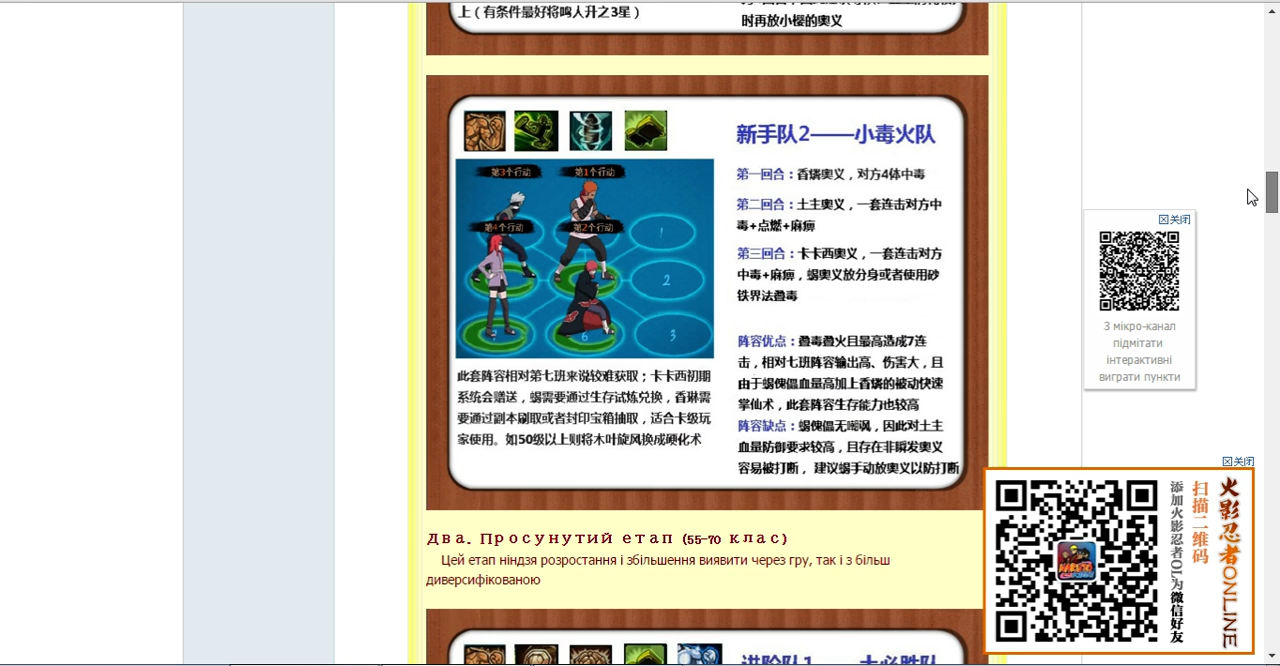 上（有条件最好将鸣人升之3星）
时再放小樱的奥义
新手队2——小毒火队
第3个行动
第1个行动
第4个行动
第2个行动
1
2
3
6
第一回合：香燐奥义，对方4体中毒
第二回合：土主奥义，一套连击对方中
毒+点燃+麻痹
第三回合：卡卡西奥义，一套连击对方
中毒+麻痹，蝎奥义放分身或者使用砂
铁界法叠毒
阵容优点：叠毒叠火且最高造成7连
击，相对七班阵容输出高、伤害大，且
由于蝎傀儡血量高加上香燐的被动快速
掌仙术，此套阵容生存能力也较高
阵容缺点：蝎傀儡无嘲讽，因此对土主
血量防御要求较高，且存在非瞬发奥义
容易被打断，建议蝎手动放奥义以防打断
此套阵容相对第七班来说较难获取；卡卡西初期
系统会赠送，蝎需要通过生存试炼兑换，香燐需
要通过副本刷取或者封印宝箱抽取，适合卡级玩
家使用。如50级以上则将木叶旋风换成硬化术
Два. Просунутий етап (55-70 клас)
Цей етап ніндзя розростання і збільшення виявити через гру, так і з більш
диверсифікованою
进阶队1
关闭
З мікро-канал
підмітати
інтерактивні
виграти пункти
关闭
添加火影忍者OL为微信好友
扫描二维码
火影忍者ONLINE
NARUTO